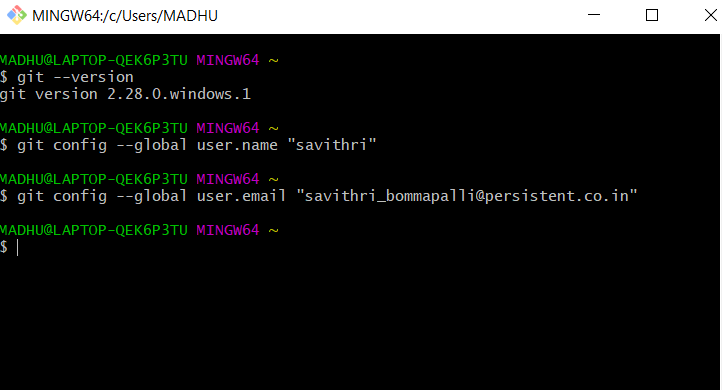 MINGW64:/c/Users/MADHU
MADHU@LAPTOP-QEK6P3TU MINGW64 ~
$ git --version
git version 2.28.0.windows.1
MADHU@LAPTOP-QEK6P3TU MINGW64 ~
$ git config --global user.name "savithri"
MADHU@LAPTOP-QEK6P3TU MINGW64 ~
$ git config --global user.email "savithri_bommapalli@persistent.co.in"
MADHU@LAPTOP-QEK6P3TU MINGW64 ~
$